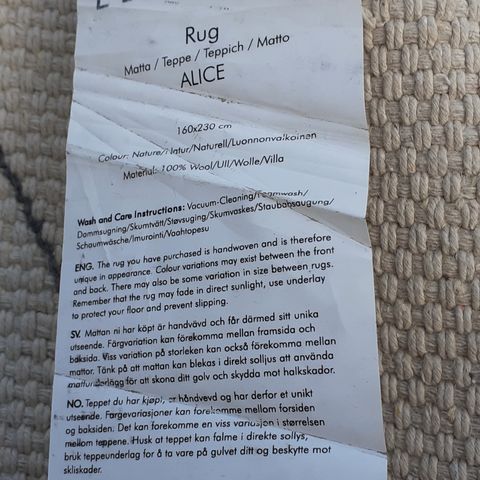 Rug
Matta / Teppe / Teppich / Matto
ALICE
160x230 cm
Colour: Nature/Natur/Naturell/Luonnonvalkoinen
Material: 100% Wool/Ull/Wolle/Villa
Wash and Care Instructions: Vacuum-Cleaning/Foamwash/
Dammsugning/Skumtvätt/Støvsuging/Skumvaskes/Staubabsaugung/
Schaumwäsche/Imurointi/Vaahtopesu
ENG. The rug you have purchased is handwoven and is therefore
unique in appearance. Colour variations may exist between the front
and back. There may also be some variation in size between rugs.
Remember that the rug may fade in direct sunlight, use underlay
to protect your floor and prevent slipping.
SV. Mattan ni har köpt är handvävd och får därmed sitt unika
utseende. Färgvariation kan förekomma mellan framsida och
baksida. Viss variation på storleken kan också förekomma mellan
mattor. Tänk på att mattan kan blekas i direkt solljus att använda
mattunderlägg för att skona ditt golv och skydda mot halkskador.
NO. Teppet du har kjøpt, er håndvevd og har derfor et unikt
utseende. Fargevariasjoner kan forekomme mellom forsiden
og baksiden. Det kan forekomme en viss variasjon i størrelsen
mellom teppene. Husk at teppet kan falme i direkte sollys,
bruk teppeunderlag for å ta vare på gulvet ditt og beskytte mot
skliskader.